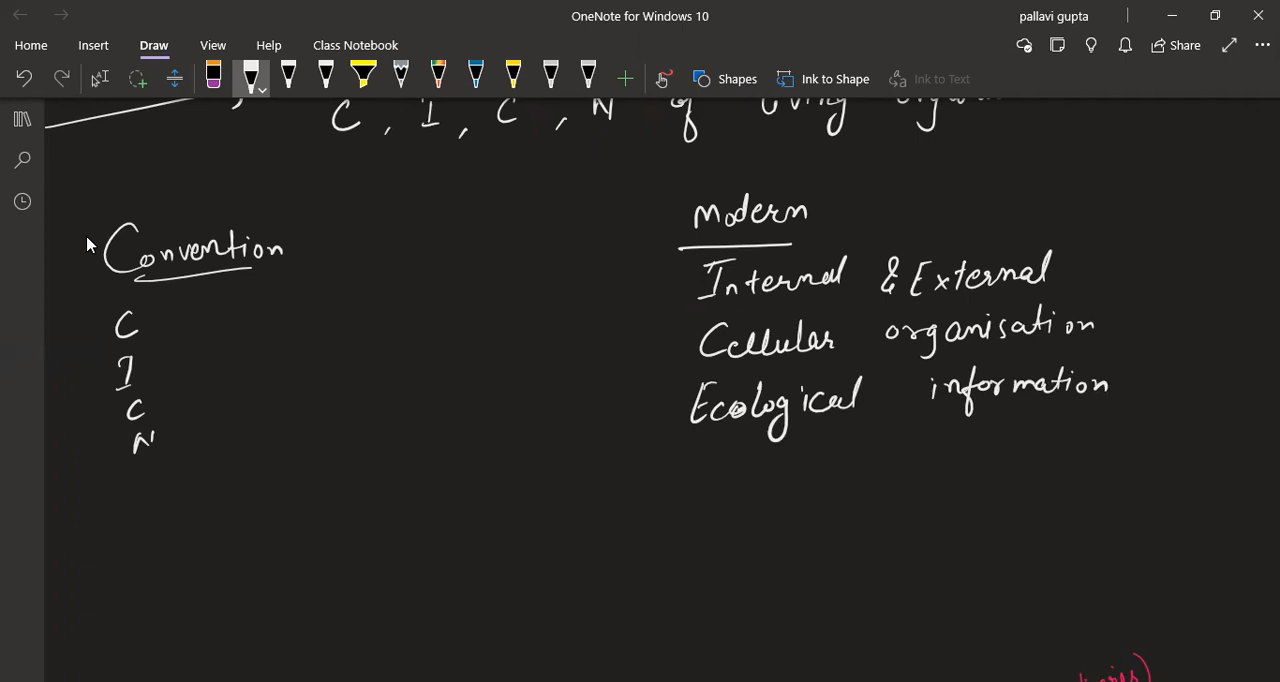 OneNote for Windows 10
pallavi gupta
Home Insert Draw View Help Class Notebook
Share
Shapes Ink to Shape Ink to Text
C, I, C, N of living
Convention
C
I
C
N
Modern
Internal & External
Cellular organisation
Ecological information